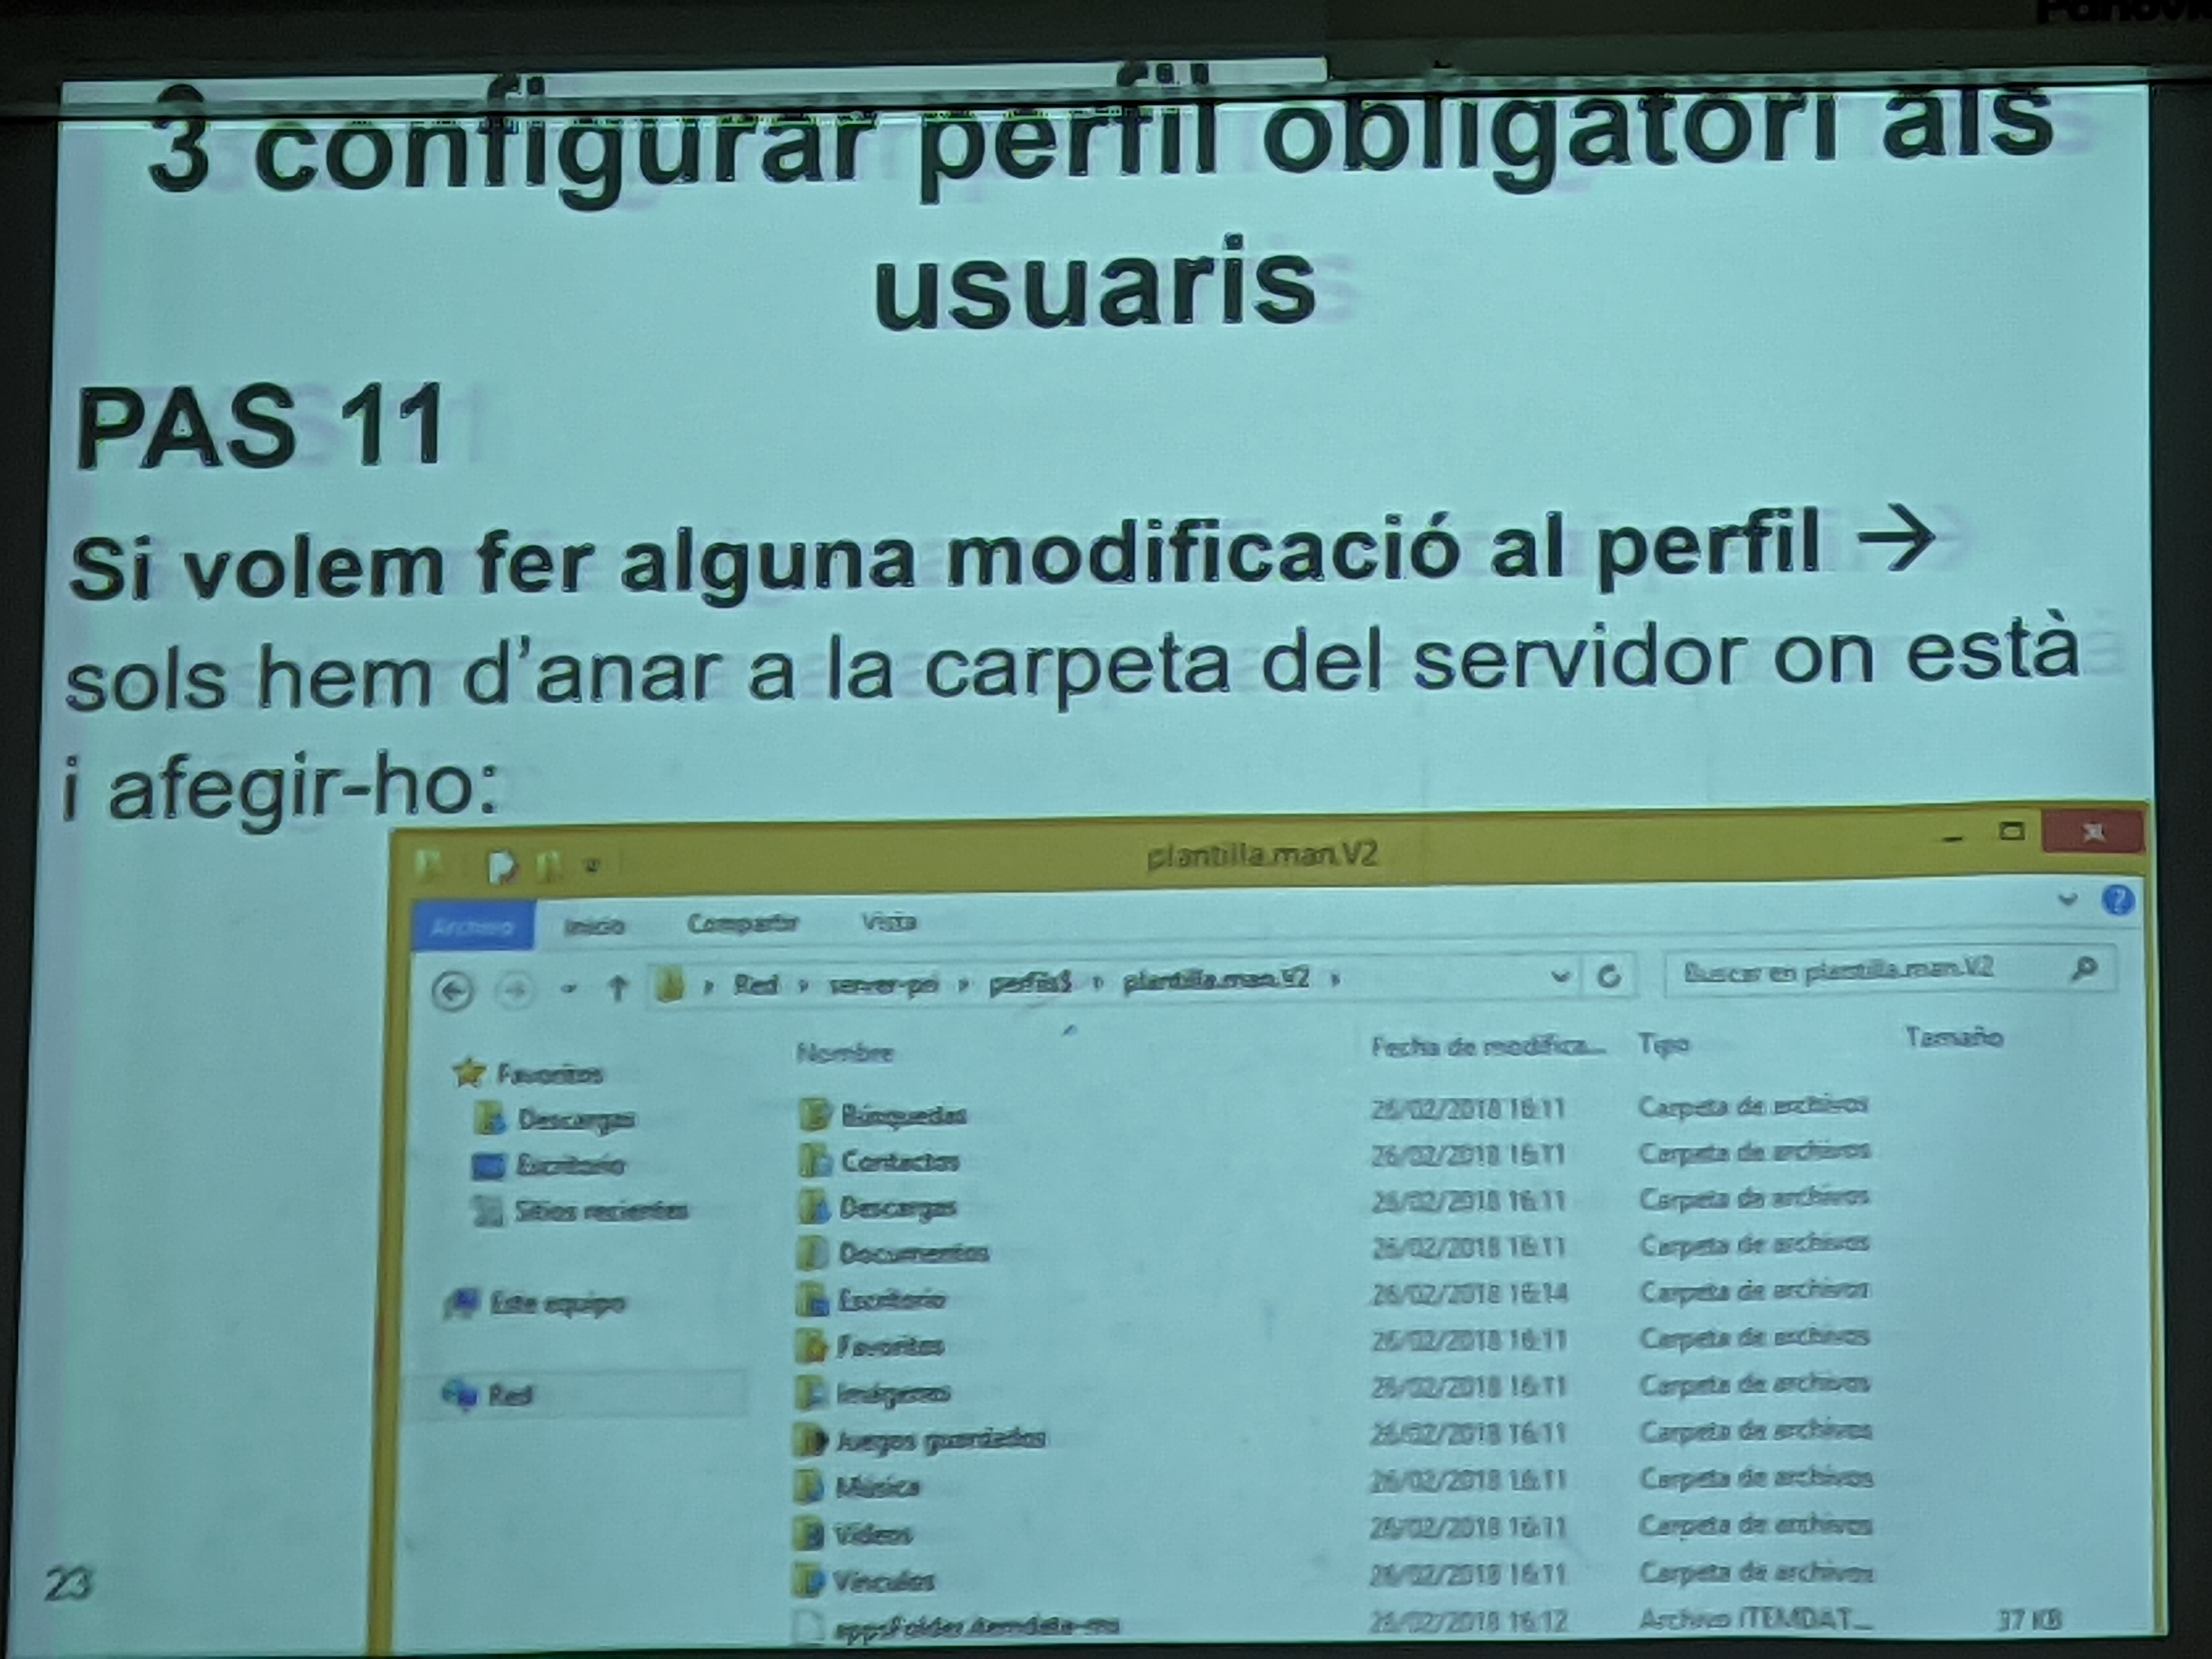 3 configurar perfil obligatori als
usuaris
PAS 11
Si volem fer alguna modificació al perfil →
sols hem d'anar a la carpeta del servidor on està
i afegir-ho:
plantilla.man.V2
Archivo Inicio Compartir Vista
Red perfils$ plantilla.man.V2 Buscar en plantilla.man.V2
Nombre Fecha de modifica... Tipo Tamaño
Favoritos
Descargas
Escritorio
Sitios recientes
Este equipo
Red
Búsquedas 26/02/2018 16:11 Carpeta de archivos
Contactos 26/02/2018 16:11 Carpeta de archivos
Descargas 26/02/2018 16:11 Carpeta de archivos
Documentos 26/02/2018 16:11 Carpeta de archivos
Escritorio 26/02/2018 16:14 Carpeta de archivos
Favoritos 26/02/2018 16:11 Carpeta de archivos
Imágenes 26/02/2018 16:11 Carpeta de archivos
Juegos guardados 26/02/2018 16:11 Carpeta de archivos
Música 26/02/2018 16:11 Carpeta de archivos
Vídeos 26/02/2018 16:11 Carpeta de archivos
Vínculos 26/02/2018 16:11 Carpeta de archivos
26/02/2018 16:12 Archivo ITEMDAT... 37 KB
23